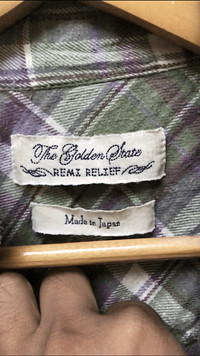 The Golden State
REMI RELIEF
Made in Japan